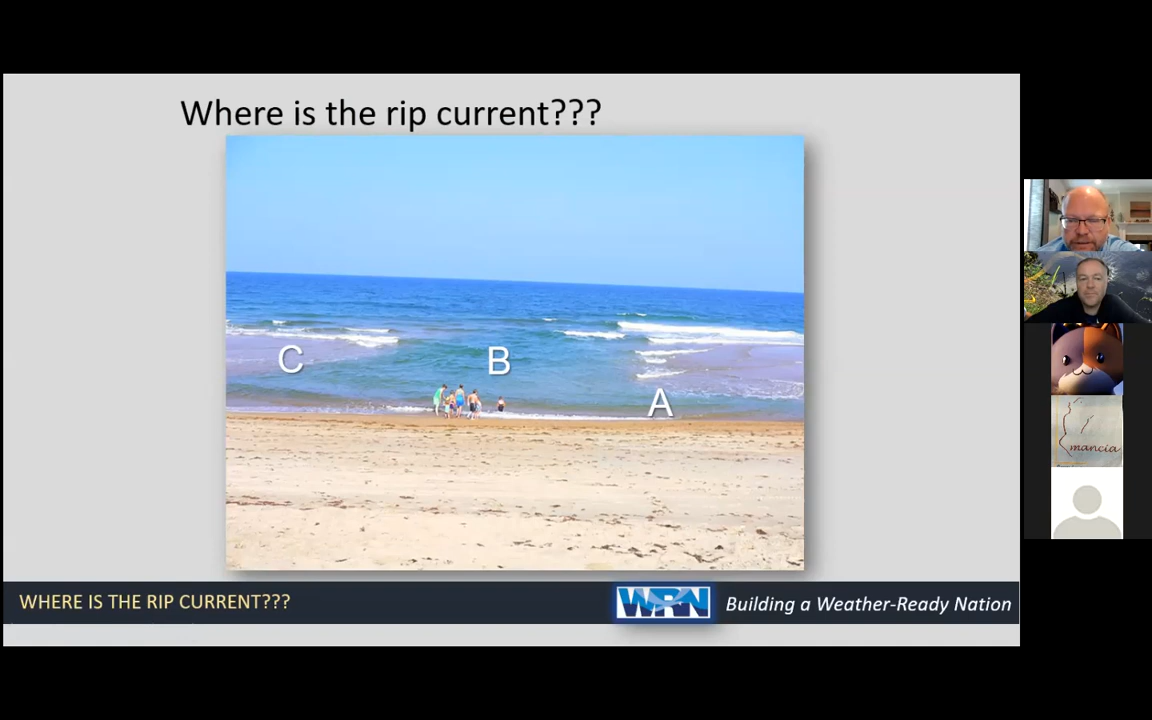 Where is the rip current???
C
B
A
mancia
WHERE IS THE RIP CURRENT???
WRN
Building a Weather-Ready Nation